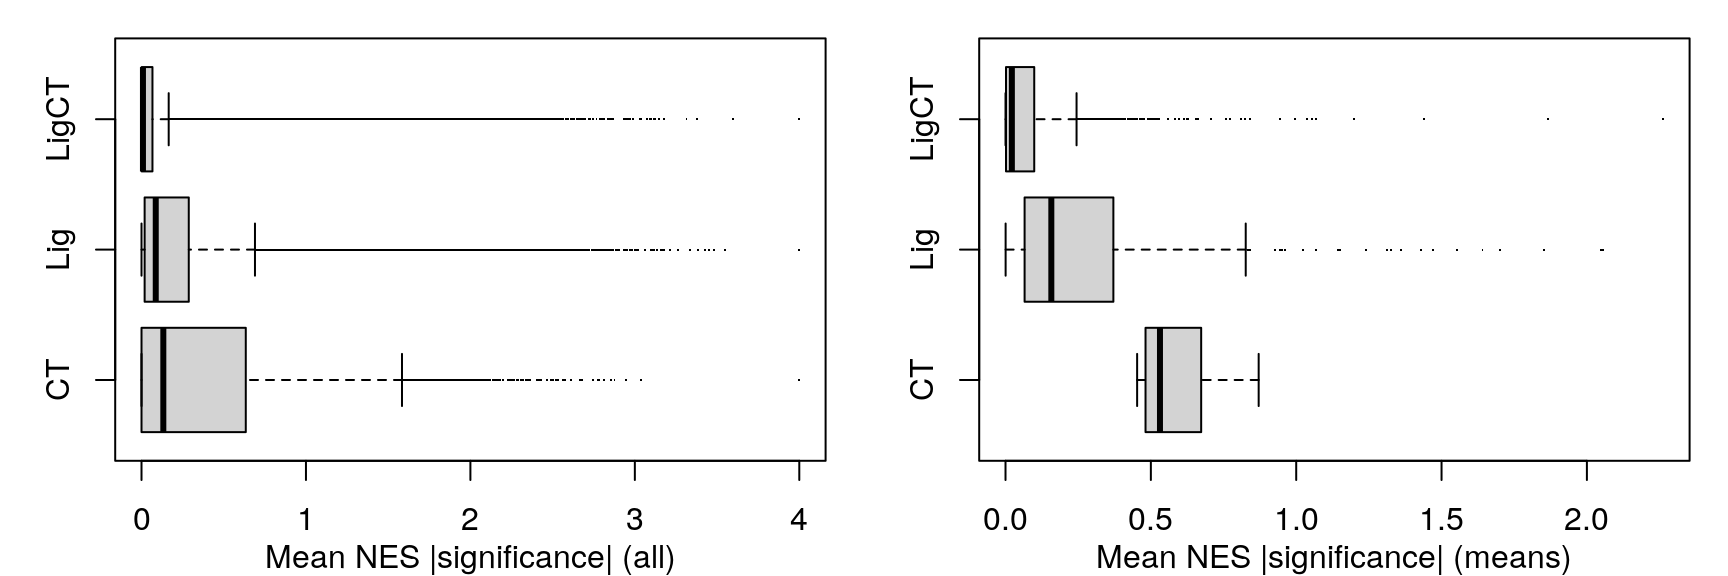 LigCT
Lig
CT
0 1 2 3 4
Mean NES |significance| (all)
LigCT
Lig
CT
0.0 0.5 1.0 1.5 2.0
Mean NES |significance| (means)